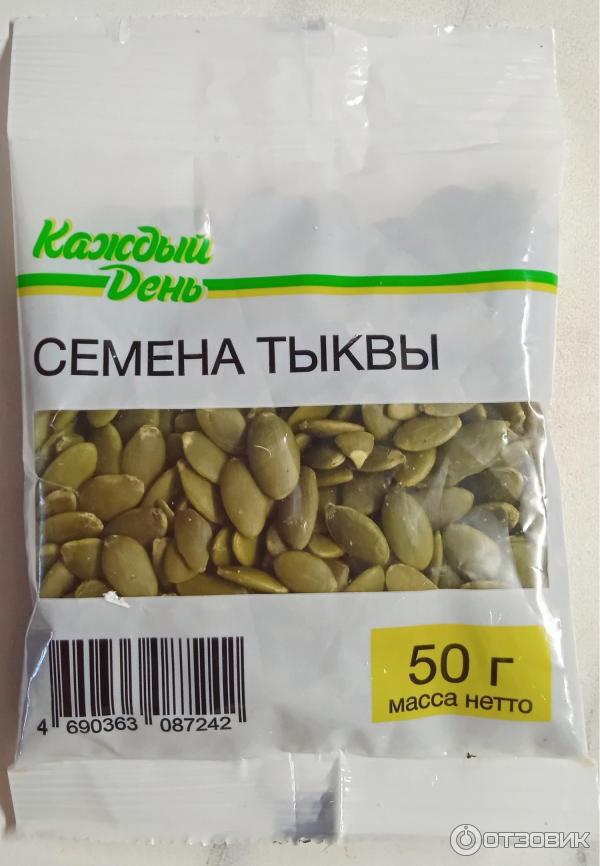 Каждый
День
СЕМЕНА ТЫКВЫ
50 г
масса нетто
4 690363 087242
ОТЗОВИК